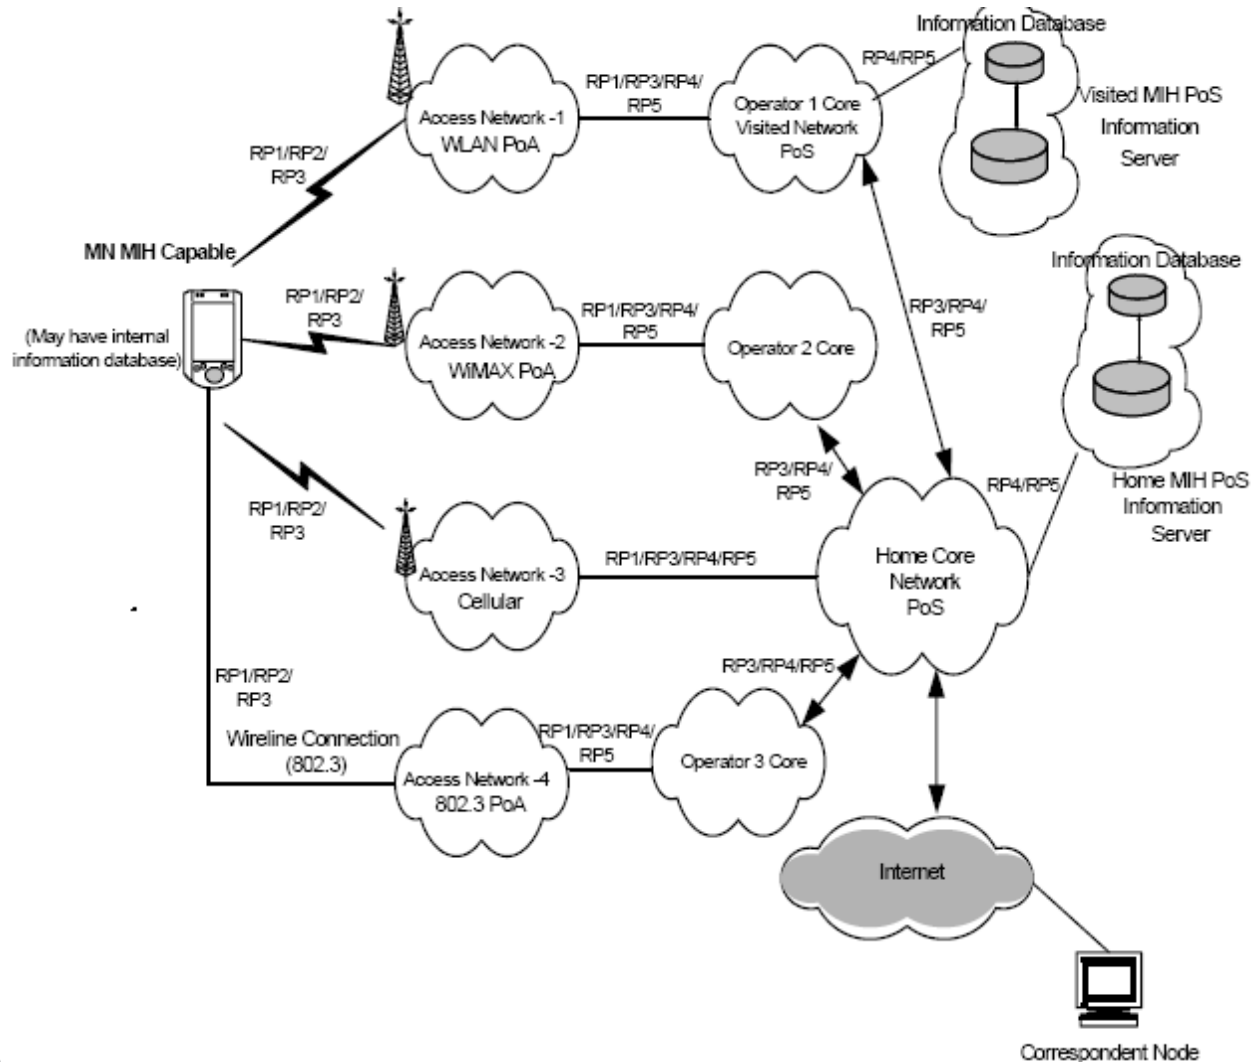 Information Database
RP4/RP5
Visited MIH PoS
Information
Server
RP1/RP3/RP4/
RP5
Operator 1 Core
Visited Network
PoS
Access Network -1
WLAN PoA
RP1/RP2/
RP3
MN MIH Capable
(May have internal
information database)
RP1/RP2/
RP3
Access Network -2
WiMAX PoA
RP1/RP3/RP4/
RP5
Operator 2 Core
RP3/RP4/
RP5
Information Database
Home MIH PoS
Information
Server
RP3/RP4/
RP5
RP4/RP5
RP1/RP2/
RP3
Access Network -3
Cellular
RP1/RP3/RP4/RP5
Home Core
Network
PoS
RP1/RP2/
RP3
Wireline Connection
(802.3)
Access Network -4
802.3 PoA
RP1/RP3/RP4/
RP5
Operator 3 Core
RP3/RP4/RP5
Internet
Correspondent Node